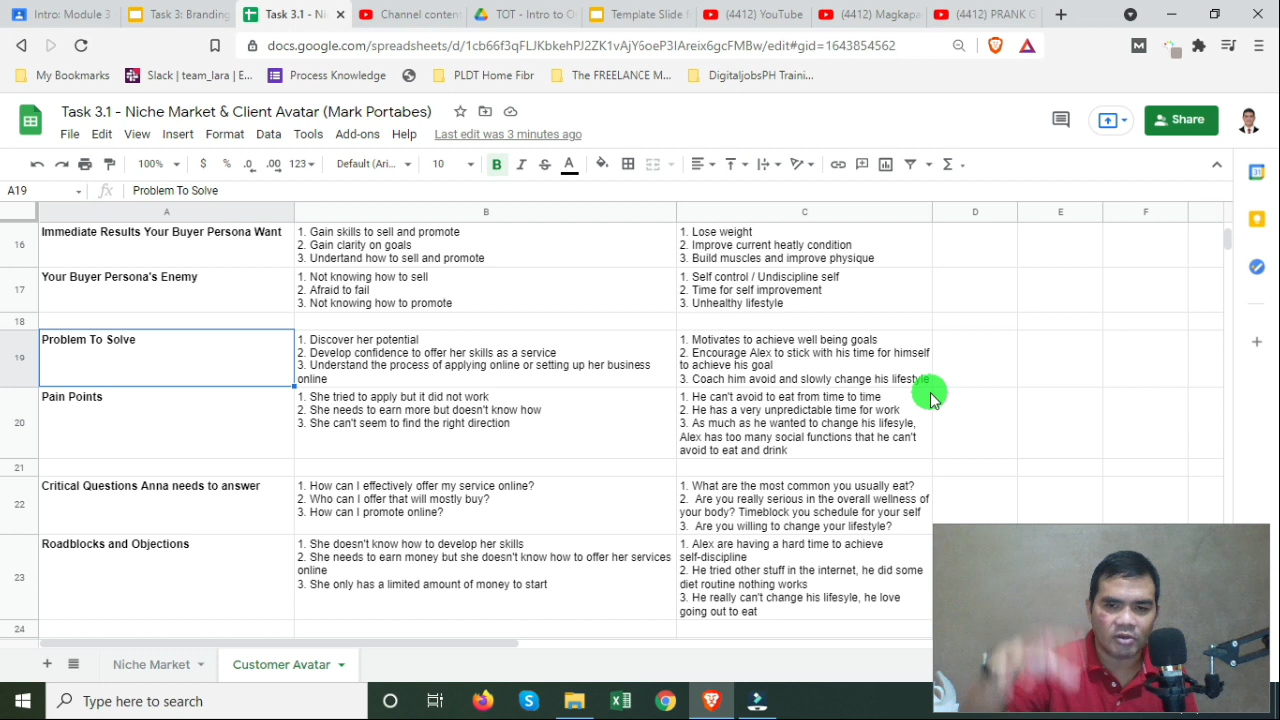 Intro: Module 3
Task 3: Branding
Task 3.1 - Ni
Channel conten
TOT - Intro to O
Template Slide f
(4412) YouTube
(4412) Magkapa
(4412) PRANK G
docs.google.com/spreadsheets/d/1cb66f3qFLJKbkehPJ2ZK1vAjY6oeP3IAreix6gcFMBw/edit#gid=1643854562
My Bookmarks
Slack | team_lara | E...
Process Knowledge
PLDT Home Fibr
The FREELANCE M...
DigitaljobsPH Traini...
Task 3.1 - Niche Market & Client Avatar (Mark Portabes)
File Edit View Insert Format Data Tools Add-ons Help Last edit was 3 minutes ago
Share
100% $ % .0 .00 123 Default (Ari... 10 B I S A
A19 fx Problem To Solve
A B C D E F
16 Immediate Results Your Buyer Persona Want
1. Gain skills to sell and promote
2. Gain clarity on goals
3. Undertand how to sell and promote
1. Lose weight
2. Improve current heatly condition
3. Build muscles and improve physique
17 Your Buyer Persona's Enemy
1. Not knowing how to sell
2. Afraid to fail
3. Not knowing how to promote
1. Self control / Undiscipline self
2. Time for self improvement
3. Unhealthy lifestyle
18
19 Problem To Solve
1. Discover her potential
2. Develop confidence to offer her skills as a service
3. Understand the process of applying online or setting up her business
online
1. Motivates to achieve well being goals
2. Encourage Alex to stick with his time for himself
to achieve his goal
3. Coach him avoid and slowly change his lifestyle
20 Pain Points
1. She tried to apply but it did not work
2. She needs to earn more but doesn't know how
3. She can't seem to find the right direction
1. He can't avoid to eat from time to time
2. He has a very unpredictable time for work
3. As much as he wanted to change his lifesyle,
Alex has too many social functions that he can't
avoid to eat and drink
21
22 Critical Questions Anna needs to answer
1. How can I effectively offer my service online?
2. Who can I offer that will mostly buy?
3. How can I promote online?
1. What are the most common you usually eat?
2. Are you really serious in the overall wellness of
your body? Timeblock you schedule for your self
3. Are you willing to change your lifestyle?
23 Roadblocks and Objections
1. She doesn't know how to develop her skills
2. She needs to earn money but she doesn't know how to offer her services
online
3. She only has a limited amount of money to start
1. Alex are having a hard time to achieve
self-discipline
2. He tried other stuff in the internet, he did some
diet routine nothing works
3. He really can't change his lifesyle, he love
going out to eat
24
Niche Market
Customer Avatar
Type here to search